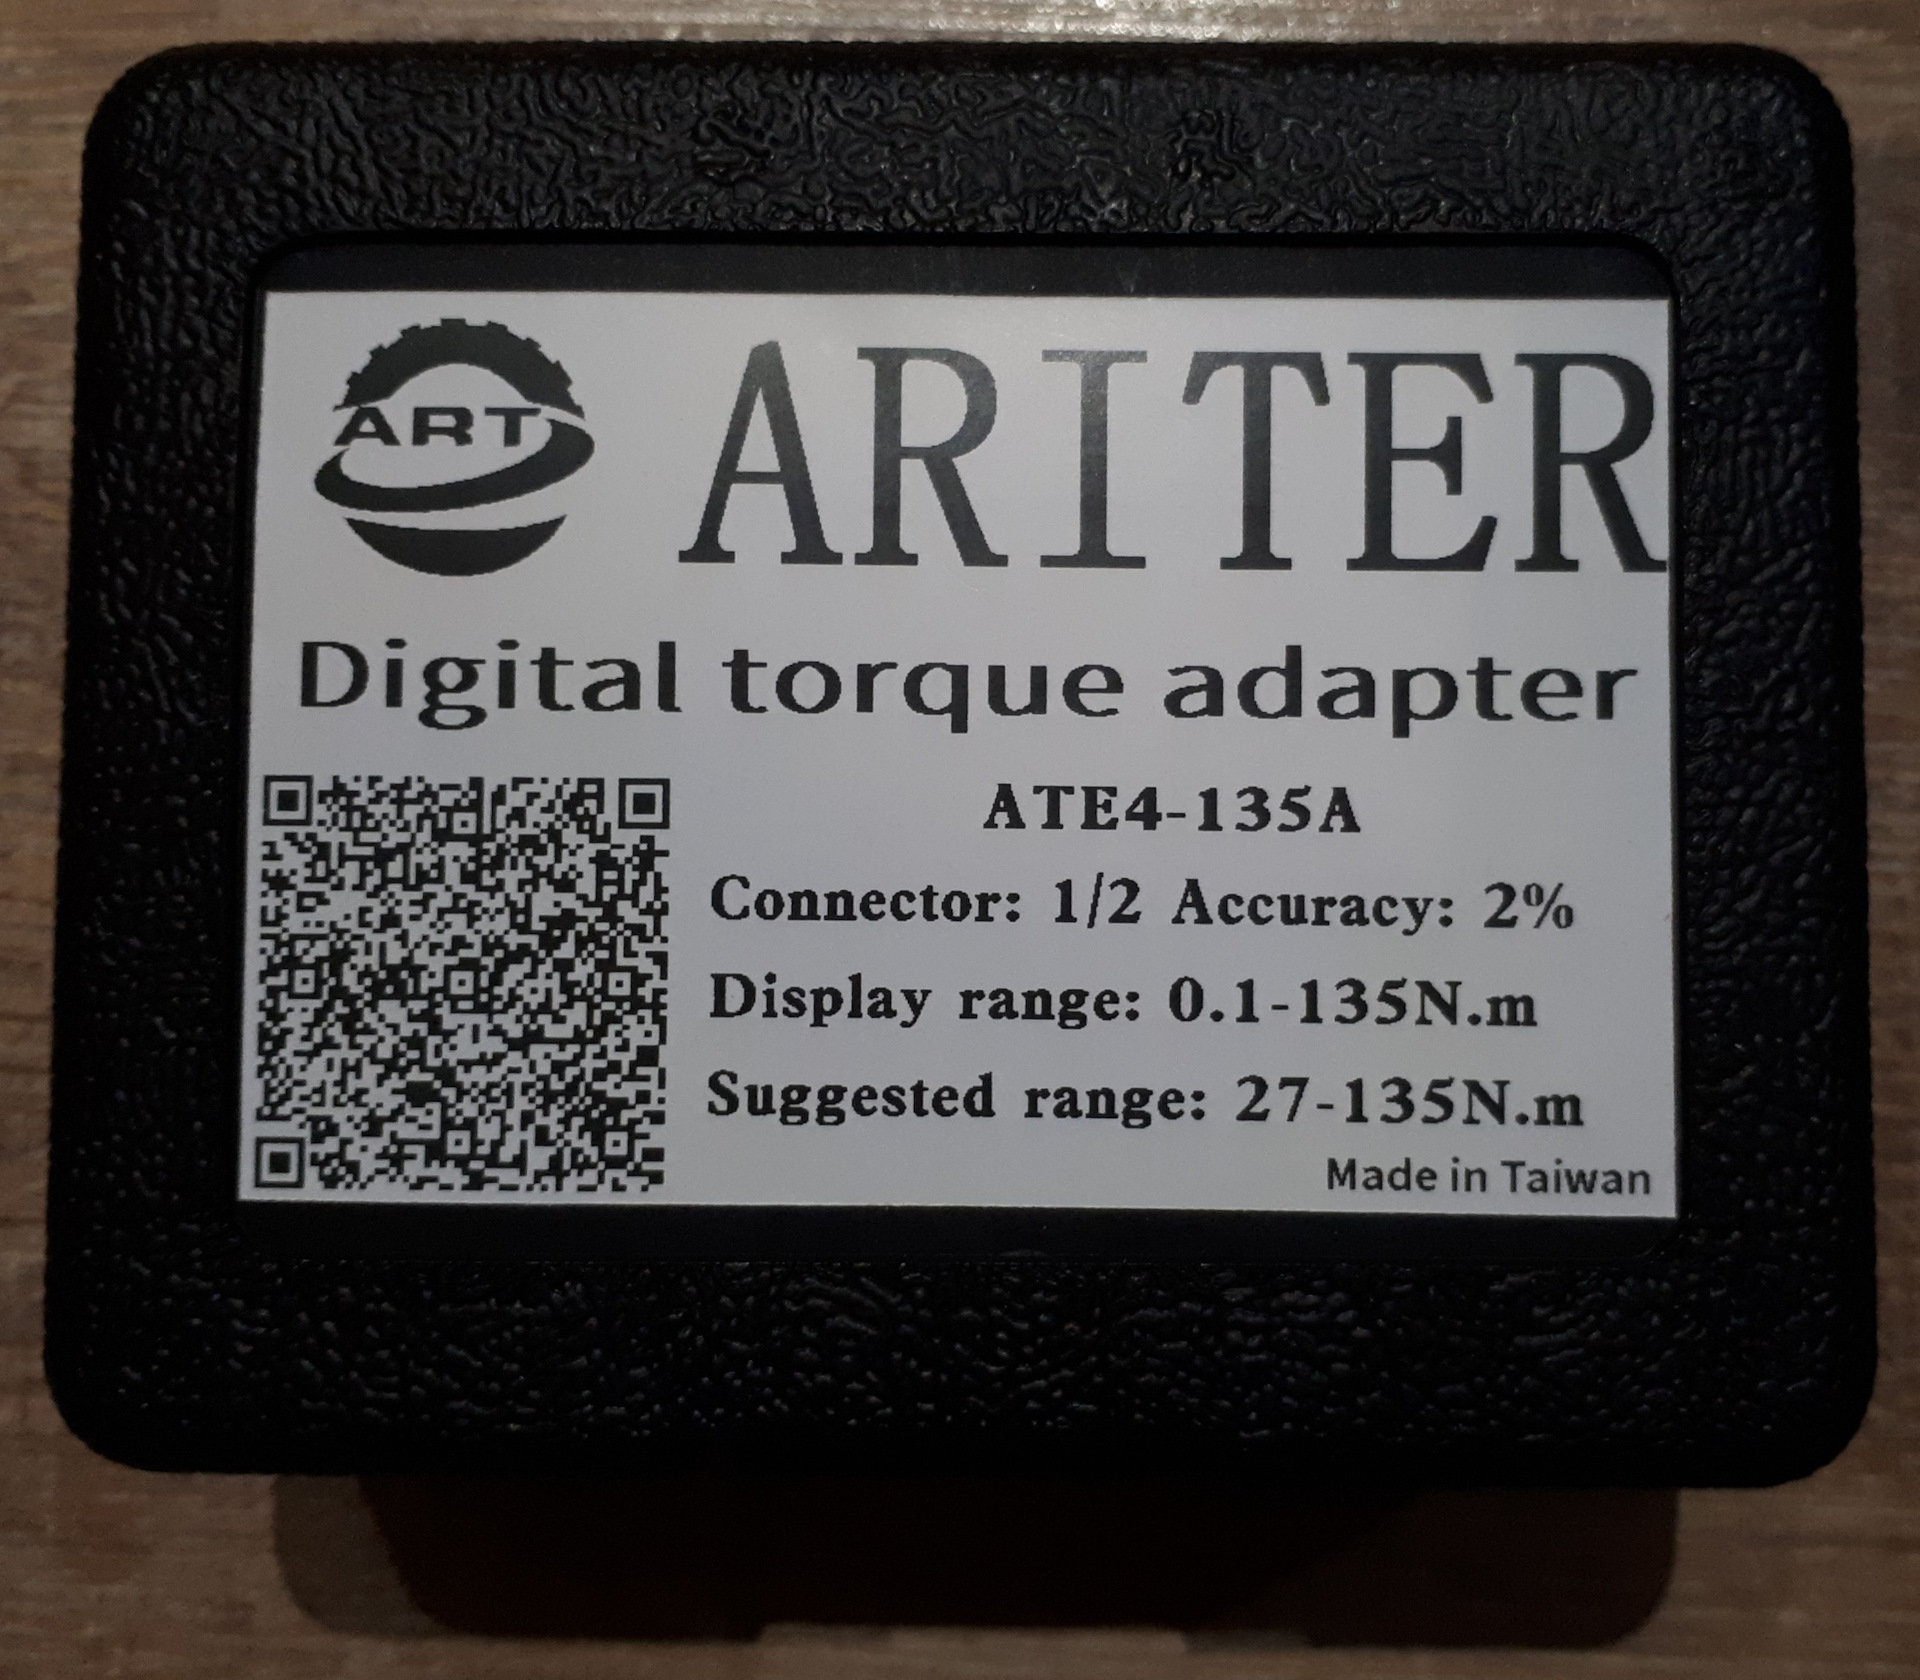 ART
ARITER
Digital torque adapter
ATE4-135A
Connector: 1/2 Accuracy: 2%
Display range: 0.1-135N.m
Suggested range: 27-135N.m
Made in Taiwan